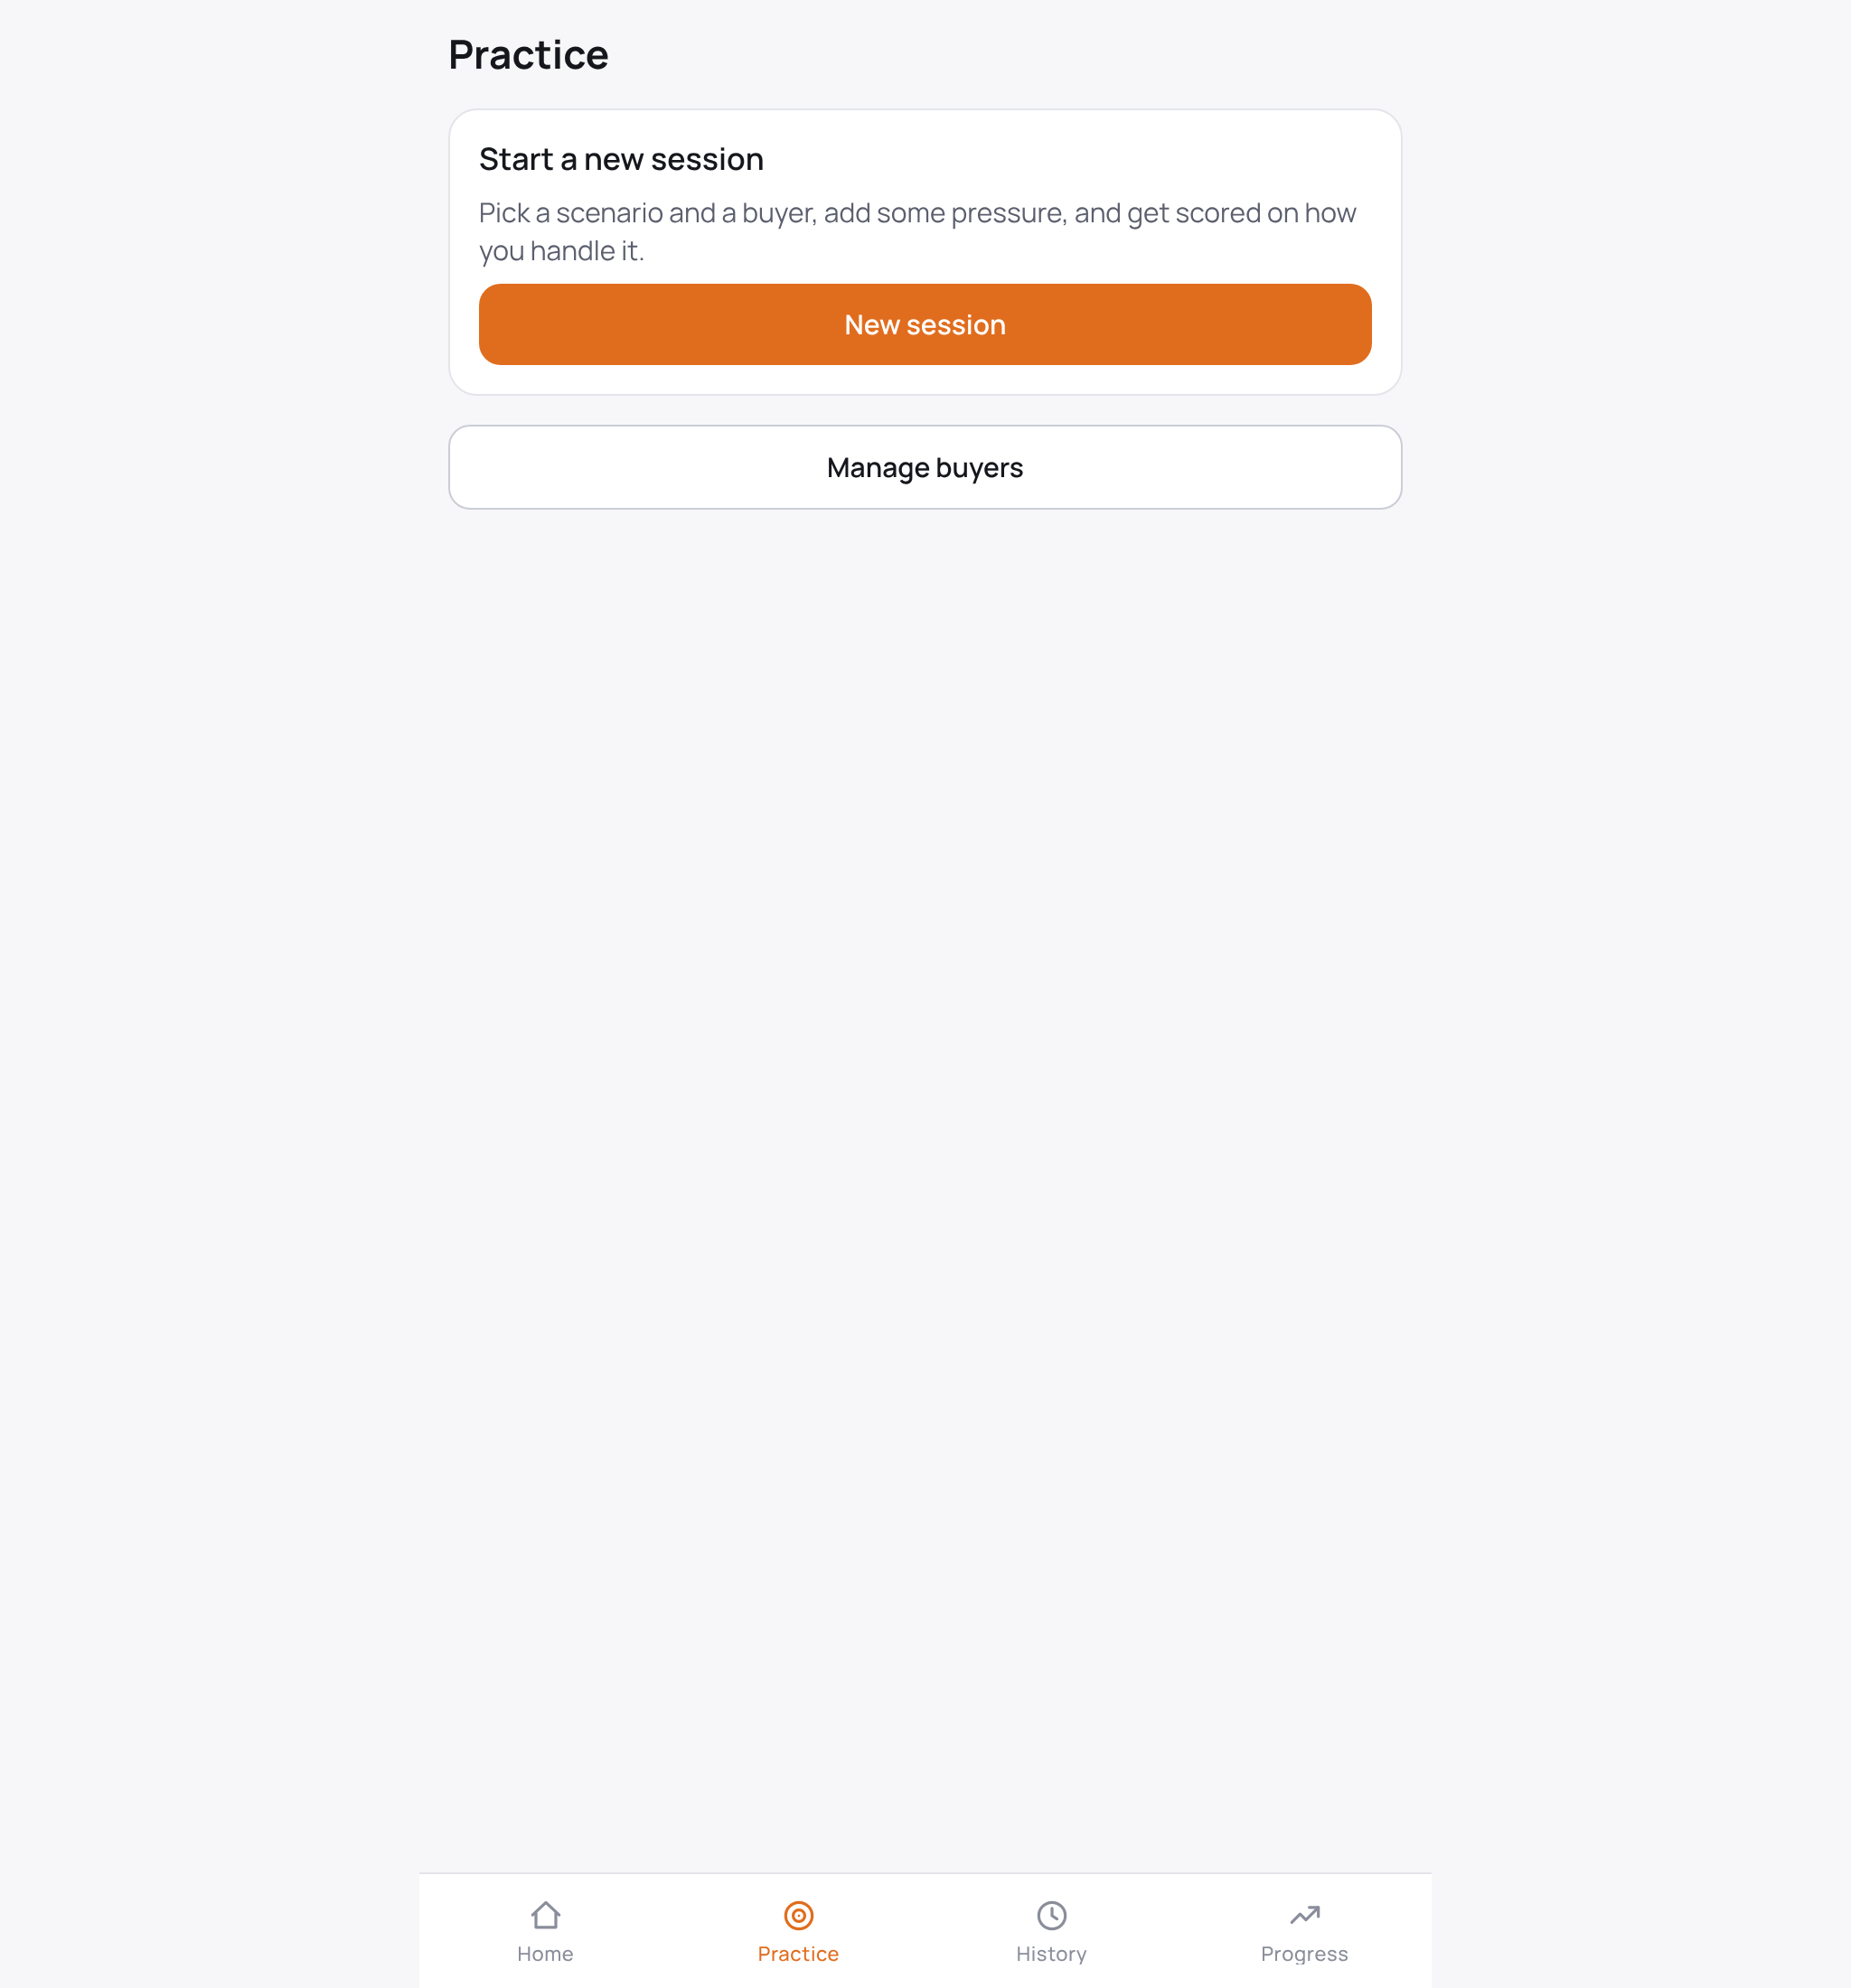 Practice
Start a new session
Pick a scenario and a buyer, add some pressure, and get scored on how
you handle it.
New session
Manage buyers
Home
Practice
History
Progress